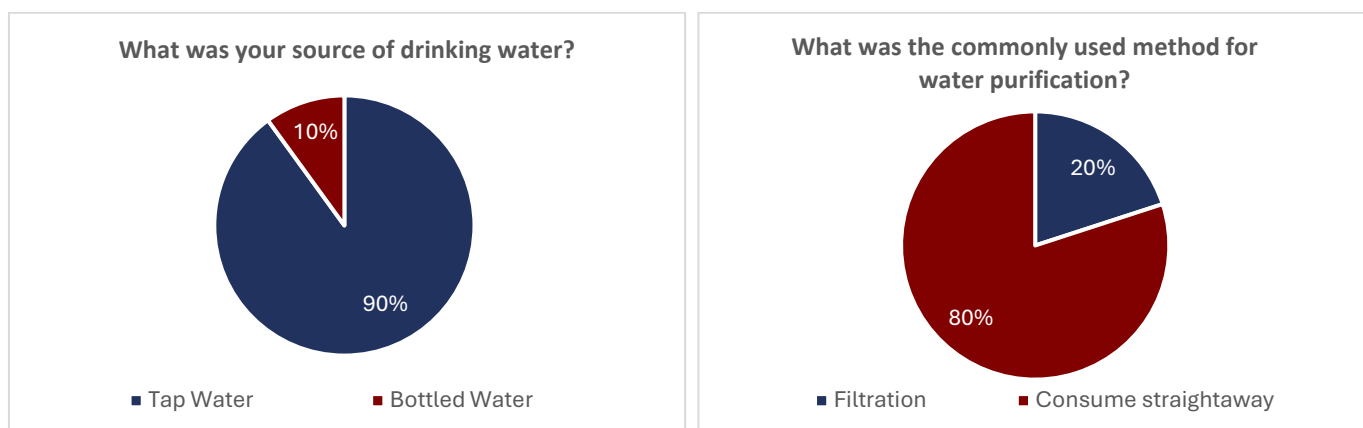 What was your source of drinking water?
10%
90%
Tap Water
Bottled Water
What was the commonly used method for
water purification?
20%
80%
Filtration
Consume straightaway